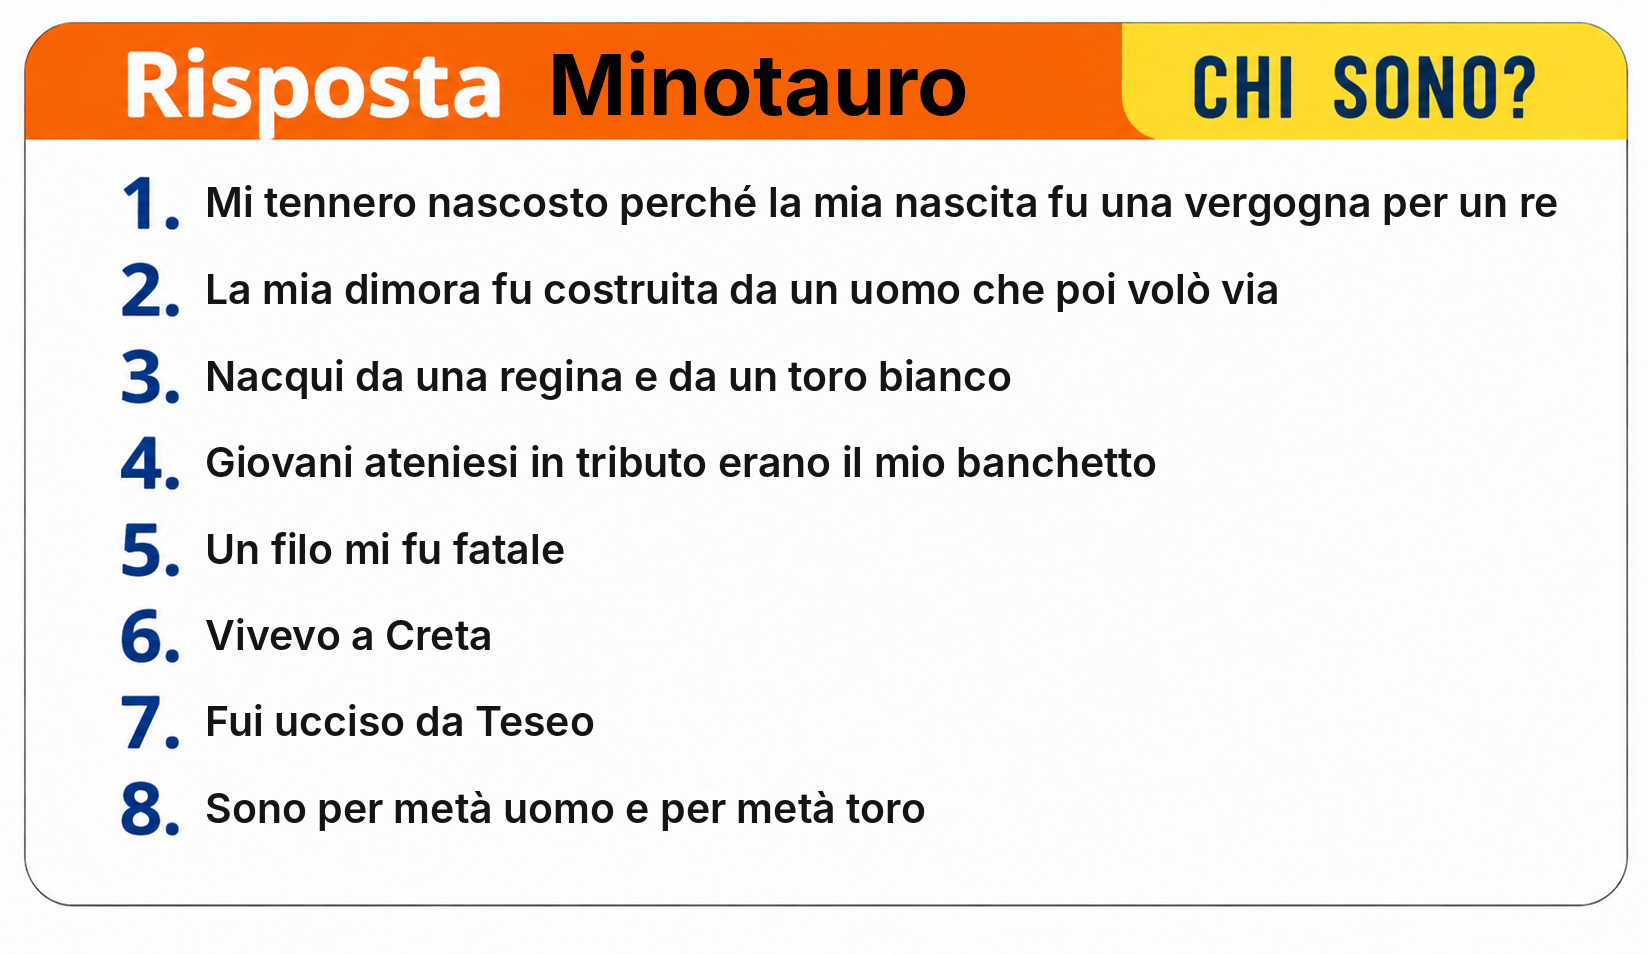 Risposta Minotauro CHI SONO?
1. Mi tennero nascosto perché la mia nascita fu una vergogna per un re
2. La mia dimora fu costruita da un uomo che poi volò via
3. Nacqui da una regina e da un toro bianco
4. Giovani ateniesi in tributo erano il mio banchetto
5. Un filo mi fu fatale
6. Vivevo a Creta
7. Fui ucciso da Teseo
8. Sono per metà uomo e per metà toro